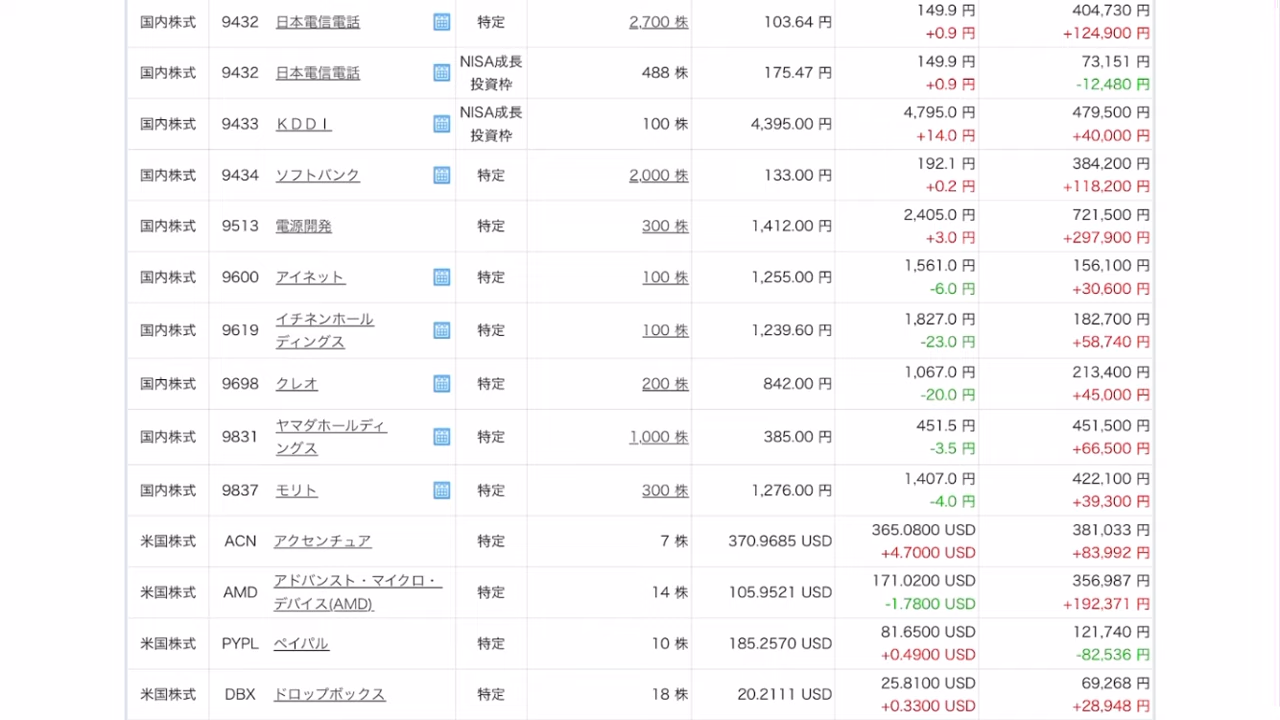 国内株式 9432 日本電信電話 特定 2,700 株 103.64 円 149.9 円 404,730 円
+0.9 円 +124,900 円
国内株式 9432 日本電信電話 NISA成長 488 株 175.47 円 149.9 円 73,151 円
投資枠 +0.9 円 -12,480 円
国内株式 9433 ＫＤＤＩ NISA成長 100 株 4,395.00 円 4,795.0 円 479,500 円
投資枠 +14.0 円 +40,000 円
国内株式 9434 ソフトバンク 特定 2,000 株 133.00 円 192.1 円 384,200 円
+0.2 円 +118,200 円
国内株式 9513 電源開発 特定 300 株 1,412.00 円 2,405.0 円 721,500 円
+3.0 円 +297,900 円
国内株式 9600 アイネット 特定 100 株 1,255.00 円 1,561.0 円 156,100 円
-6.0 円 +30,600 円
国内株式 9619 イチネンホール 特定 100 株 1,239.60 円 1,827.0 円 182,700 円
ディングス -23.0 円 +58,740 円
国内株式 9698 クレオ 特定 200 株 842.00 円 1,067.0 円 213,400 円
-20.0 円 +45,000 円
国内株式 9831 ヤマダホールディ 特定 1,000 株 385.00 円 451.5 円 451,500 円
ングス -3.5 円 +66,500 円
国内株式 9837 モリト 特定 300 株 1,276.00 円 1,407.0 円 422,100 円
-4.0 円 +39,300 円
米国株式 ACN アクセンチュア 特定 7 株 370.9685 USD 365.0800 USD 381,033 円
+4.7000 USD +83,992 円
米国株式 AMD アドバンスト・マイクロ・ 特定 14 株 105.9521 USD 171.0200 USD 356,987 円
デバイス(AMD) -1.7800 USD +192,371 円
米国株式 PYPL ペイパル 特定 10 株 185.2570 USD 81.6500 USD 121,740 円
+0.4900 USD -82,536 円
米国株式 DBX ドロップボックス 特定 18 株 20.2111 USD 25.8100 USD 69,268 円
+0.3300 USD +28,948 円